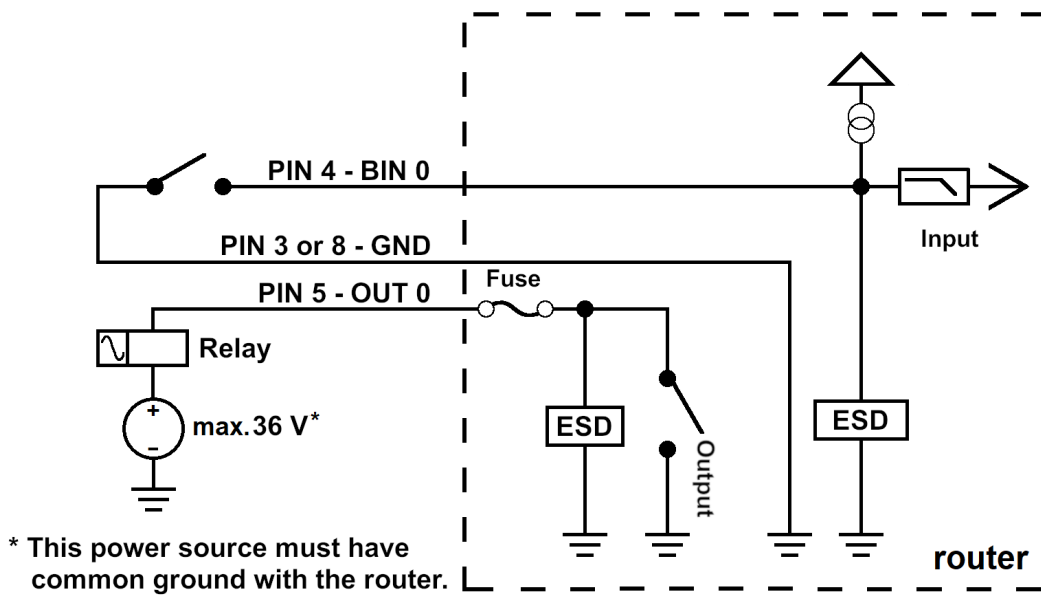 PIN 4 - BIN 0
Input
PIN 3 or 8 - GND
Fuse
PIN 5 - OUT 0
Relay
+
max. 36 V*
–
ESD
ESD
Output
* This power source must have
common ground with the router.
router